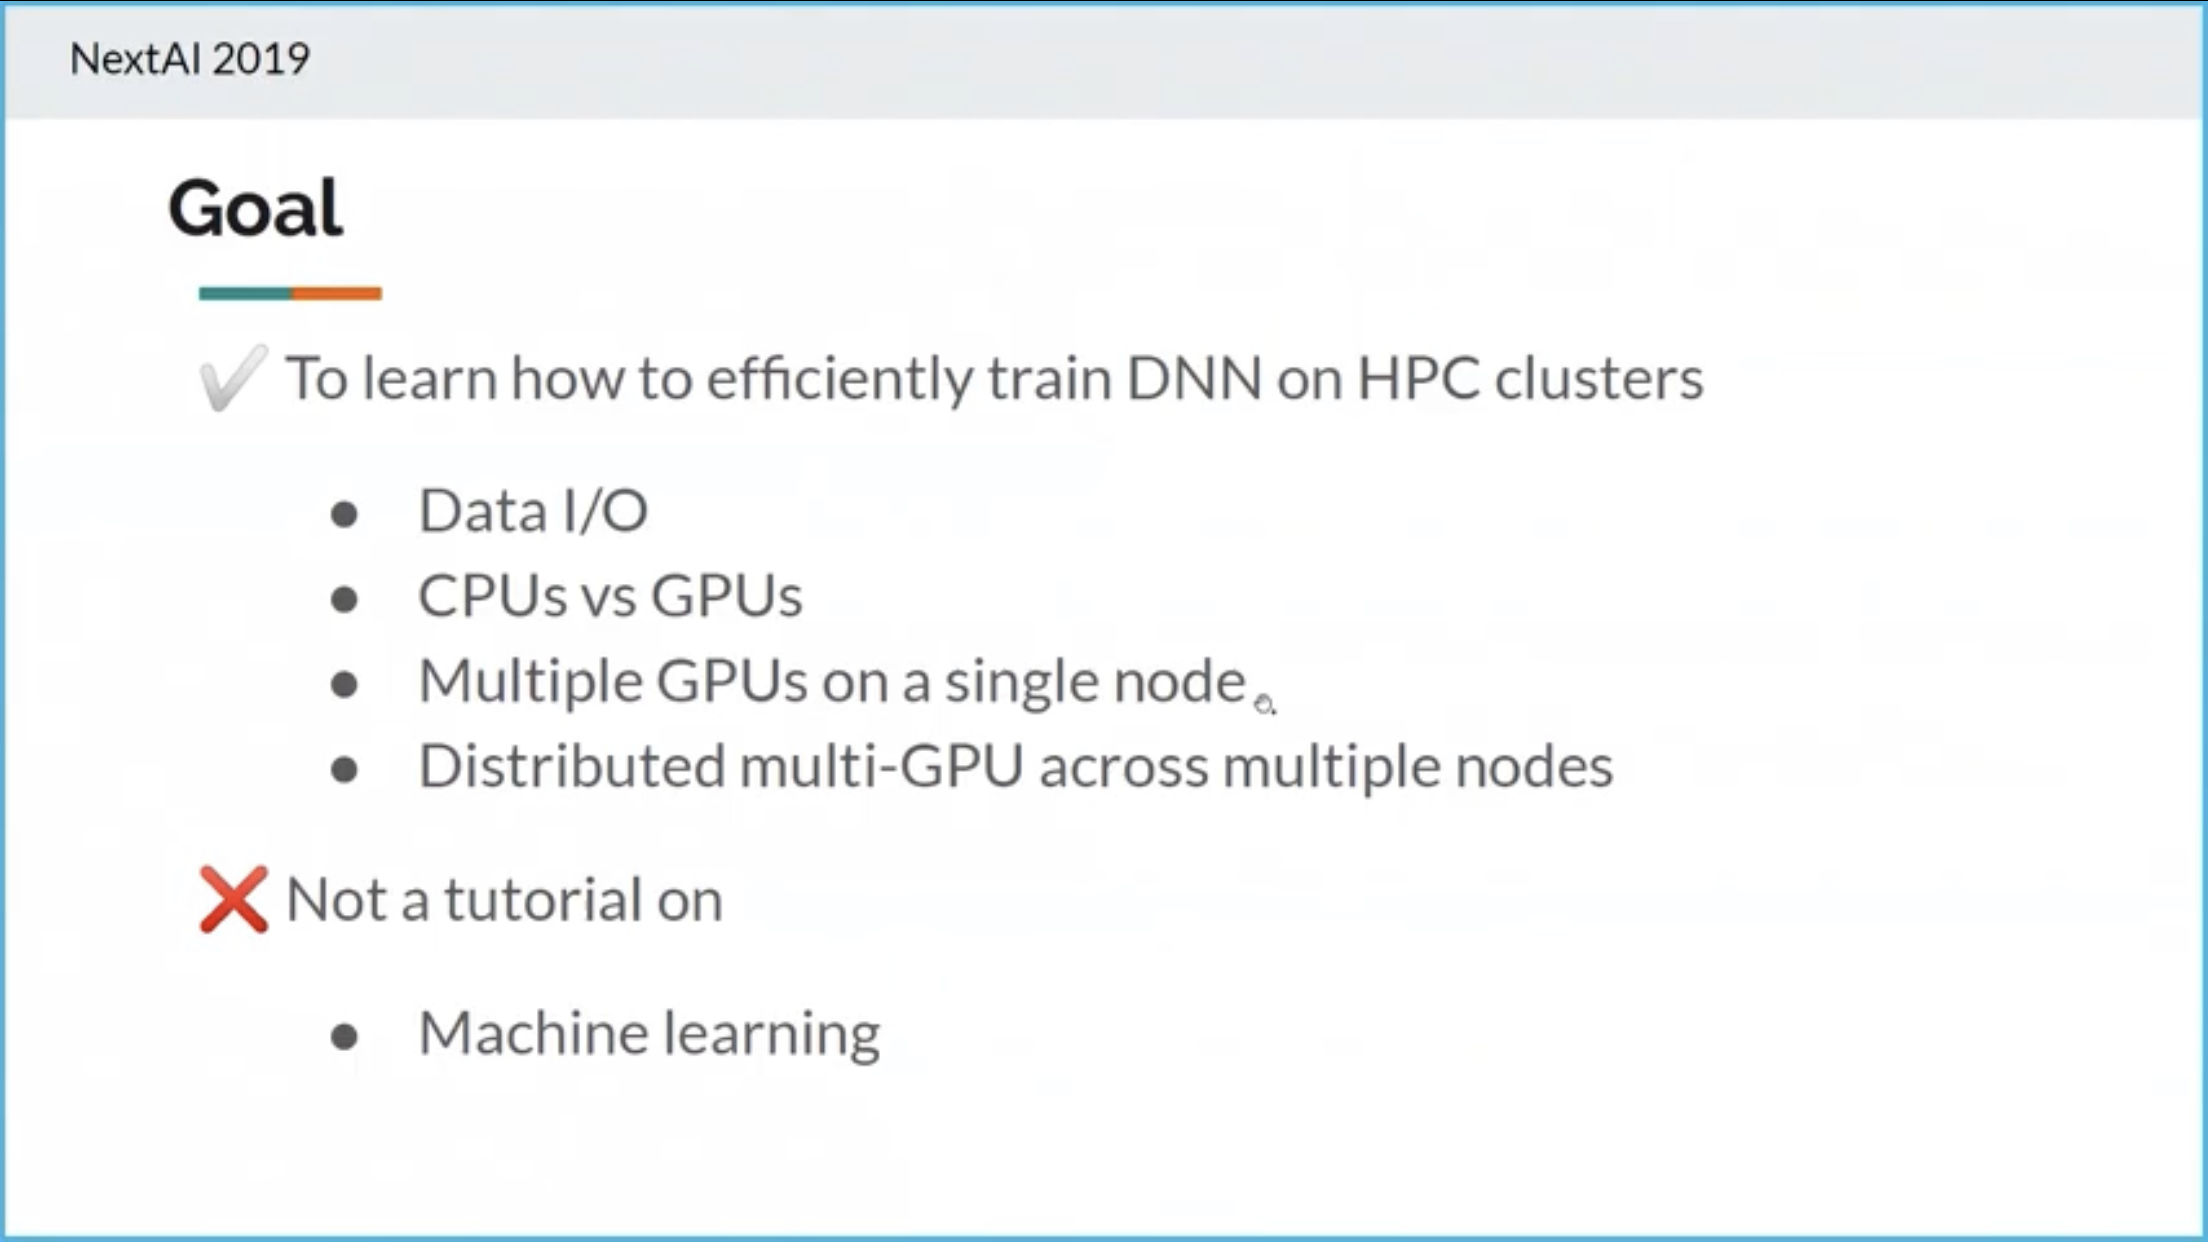 NextAI 2019
Goal
✔ To learn how to efficiently train DNN on HPC clusters
● Data I/O
● CPUs vs GPUs
● Multiple GPUs on a single node
● Distributed multi-GPU across multiple nodes
❌ Not a tutorial on
● Machine learning